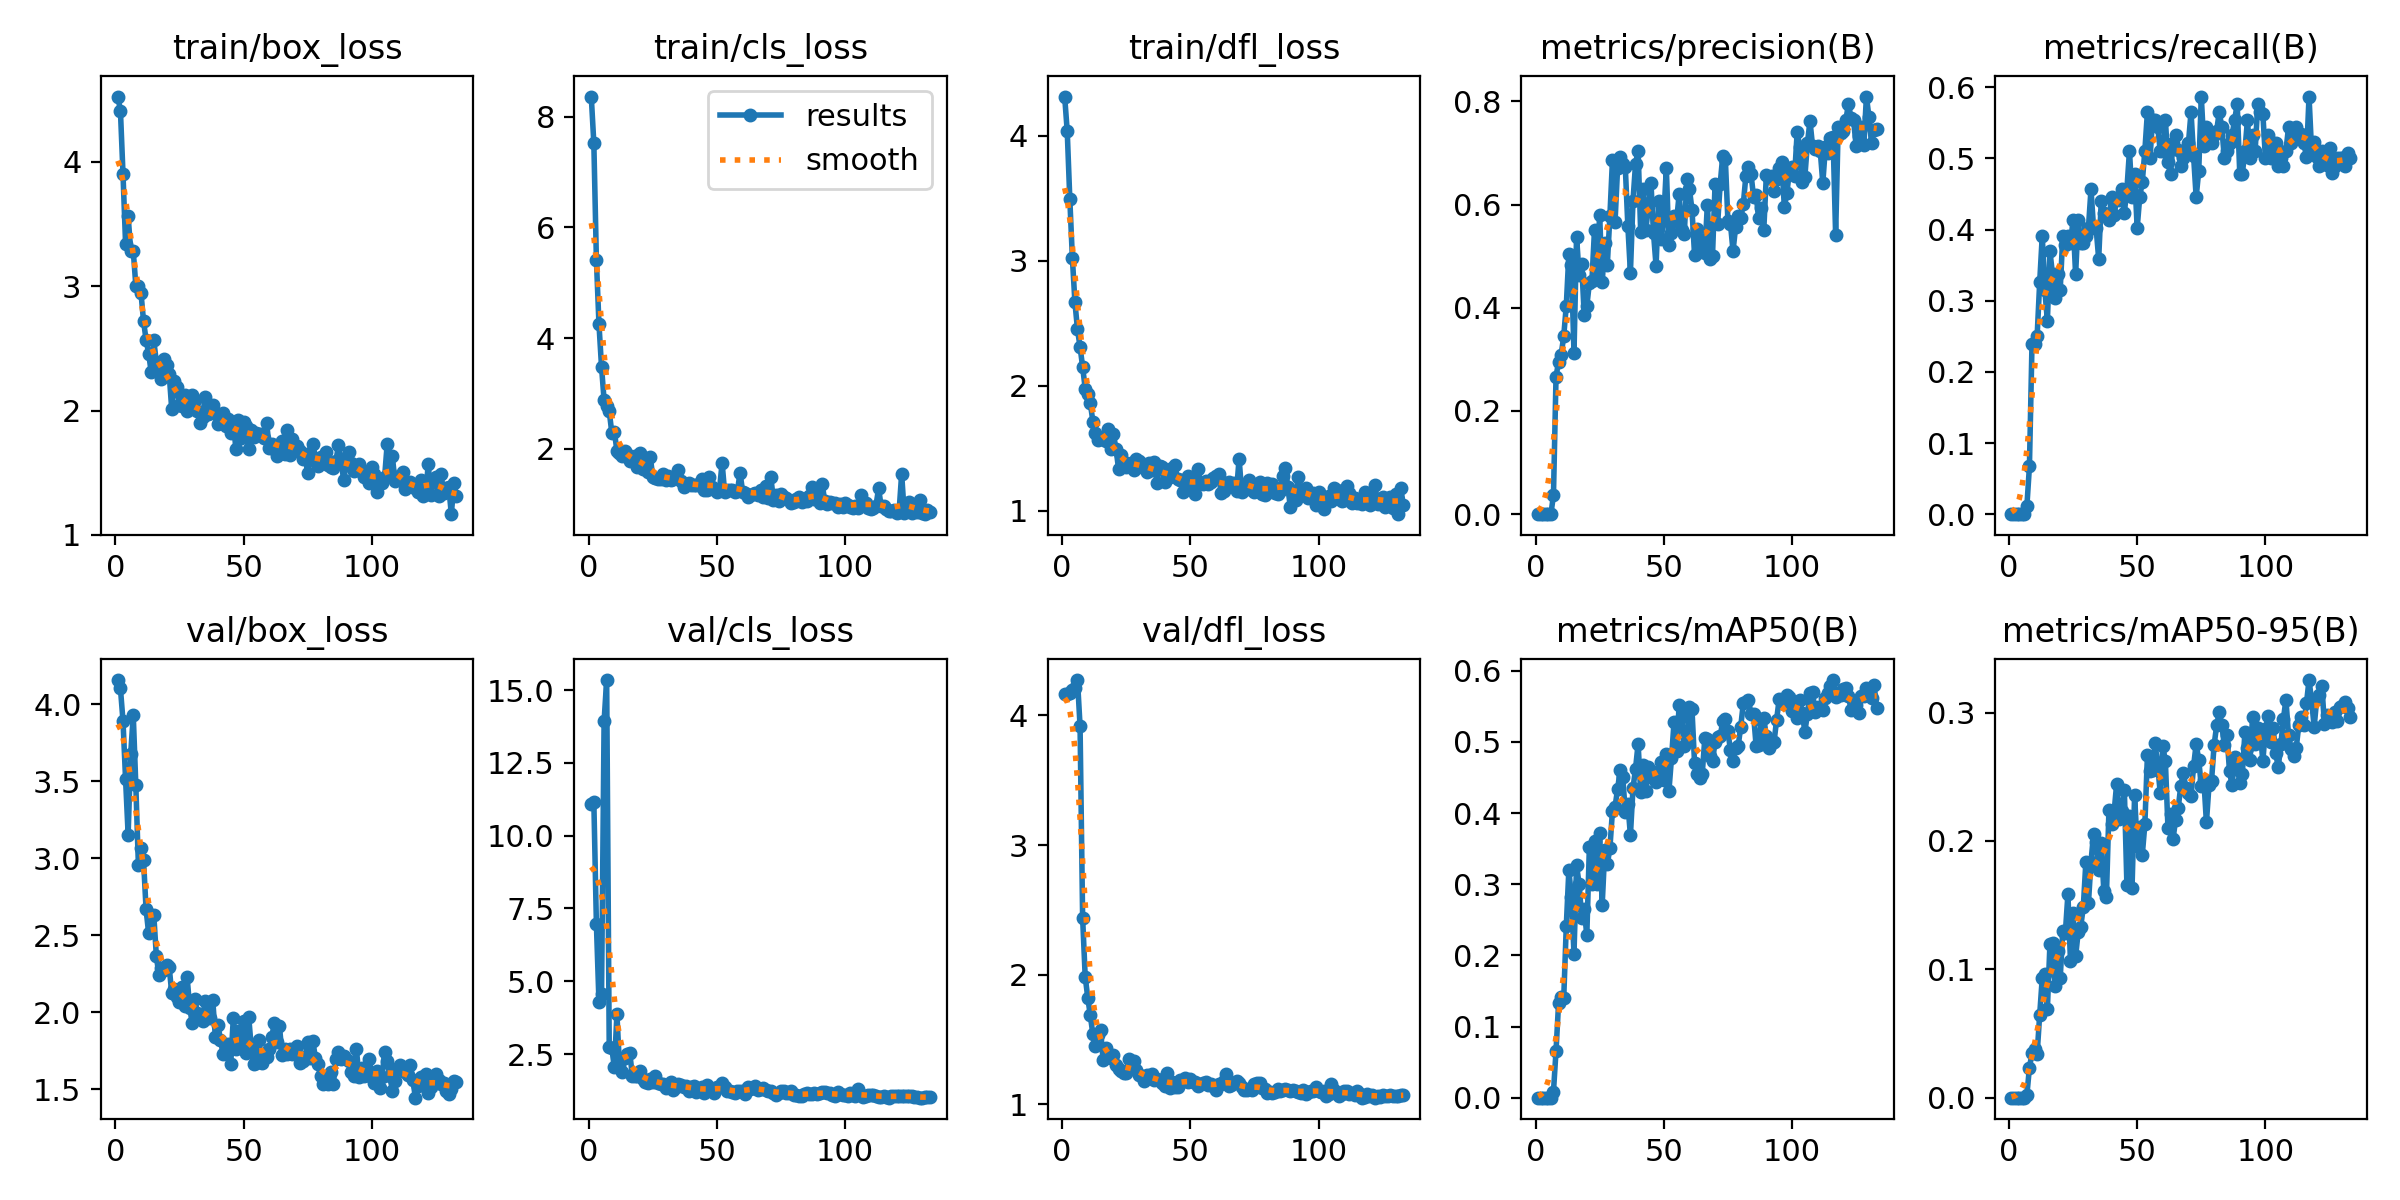 train/box_loss
4
3
2
1
0 50 100
train/cls_loss
results
smooth
8
6
4
2
0 50 100
train/dfl_loss
4
3
2
1
0 50 100
metrics/precision(B)
0.8
0.6
0.4
0.2
0.0
0 50 100
metrics/recall(B)
0.6
0.5
0.4
0.3
0.2
0.1
0.0
0 50 100
val/box_loss
4.0
3.5
3.0
2.5
2.0
1.5
0 50 100
val/cls_loss
15.0
12.5
10.0
7.5
5.0
2.5
0 50 100
val/dfl_loss
4
3
2
1
0 50 100
metrics/mAP50(B)
0.6
0.5
0.4
0.3
0.2
0.1
0.0
0 50 100
metrics/mAP50-95(B)
0.3
0.2
0.1
0.0
0 50 100